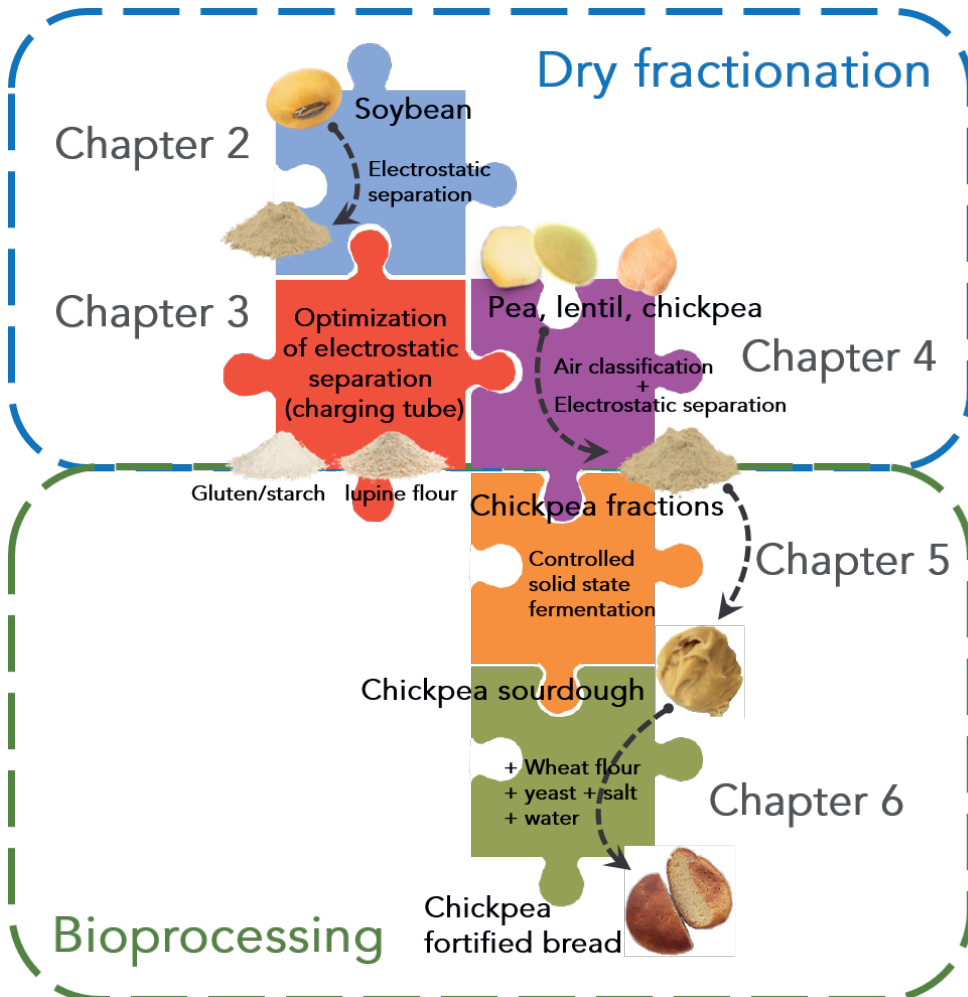 Dry fractionation
Soybean
Chapter 2
Electrostatic
separation
Chapter 3
Optimization
of electrostatic
separation
(charging tube)
Gluten/starch
lupine flour
Pea, lentil, chickpea
Chapter 4
Air classification
+
Electrostatic separation
Chickpea fractions
Chapter 5
Controlled
solid state
fermentation
Chickpea sourdough
+ Wheat flour
+ yeast + salt
+ water
Chapter 6
Chickpea
fortified bread
Bioprocessing